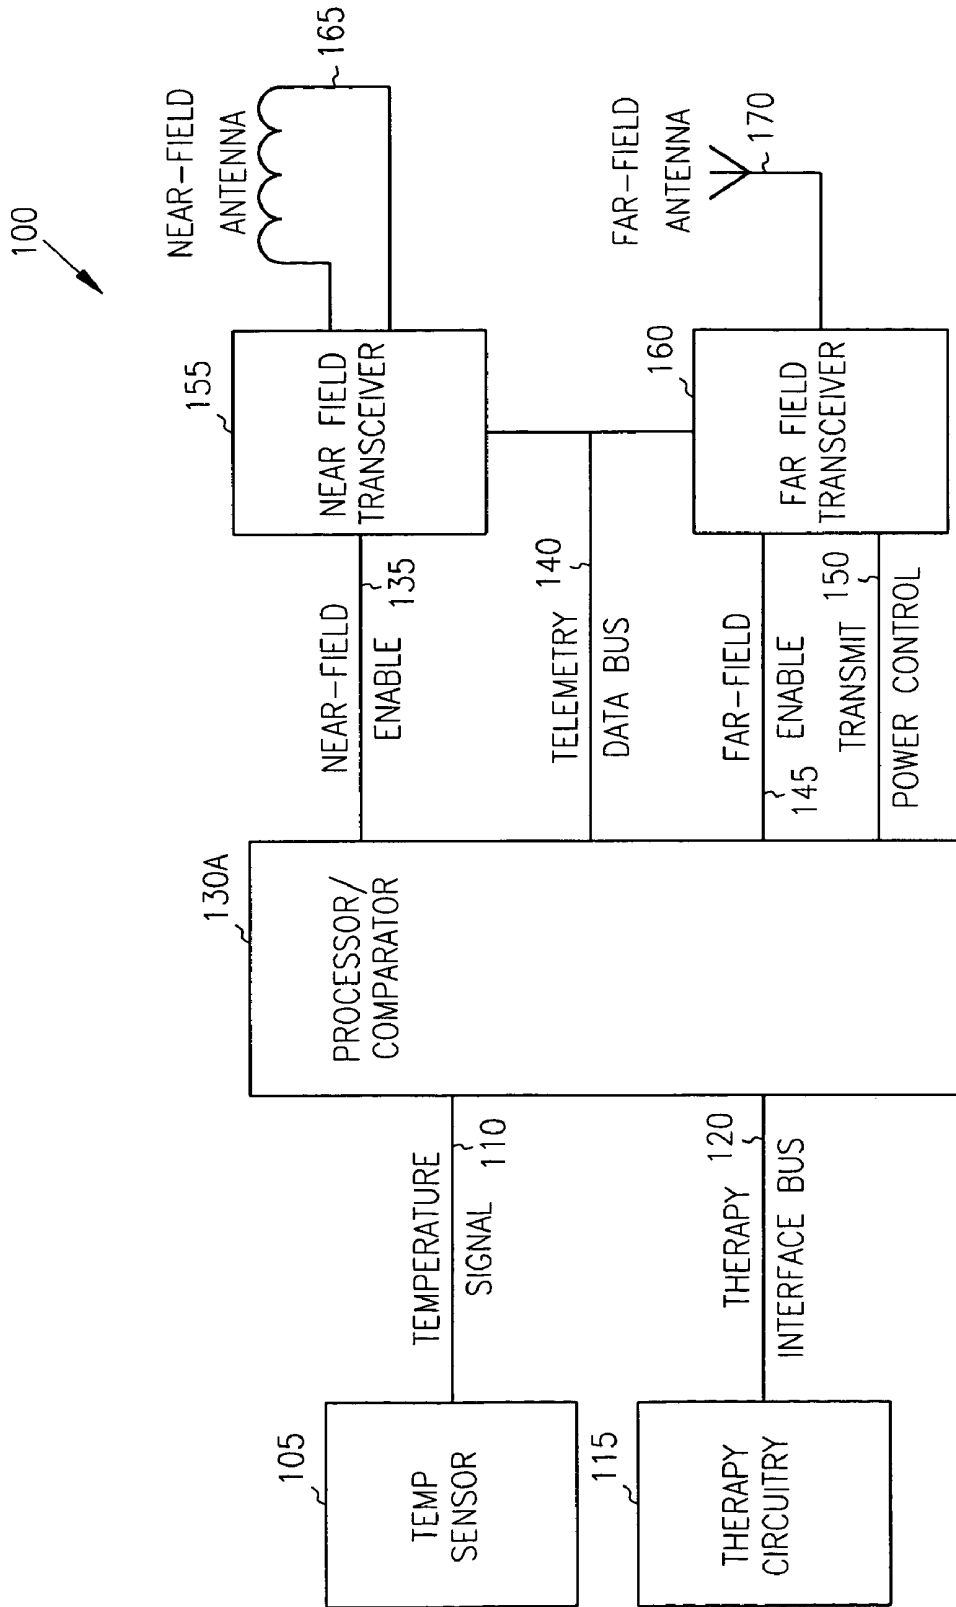 100
TEMP
SENSOR
105
TEMPERATURE
SIGNAL 110
THERAPY
CIRCUITRY
115
THERAPY 120
INTERFACE BUS
PROCESSOR/
COMPARATOR
130A
NEAR-FIELD
ENABLE 135
TELEMETRY 140
DATA BUS
FAR-FIELD
145 ENABLE
TRANSMIT 150
POWER CONTROL
NEAR FIELD
TRANSCEIVER
155
FAR FIELD
TRANSCEIVER
160
NEAR-FIELD
ANTENNA
165
FAR-FIELD
ANTENNA
170